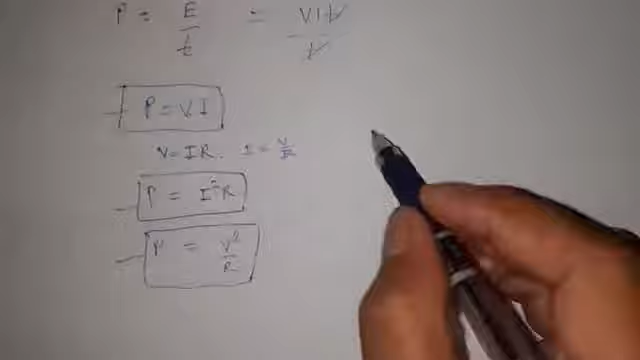 P = E/t = VIt/t
P = VI
V = IR. I = V/R
P = I²R
P = V²/R